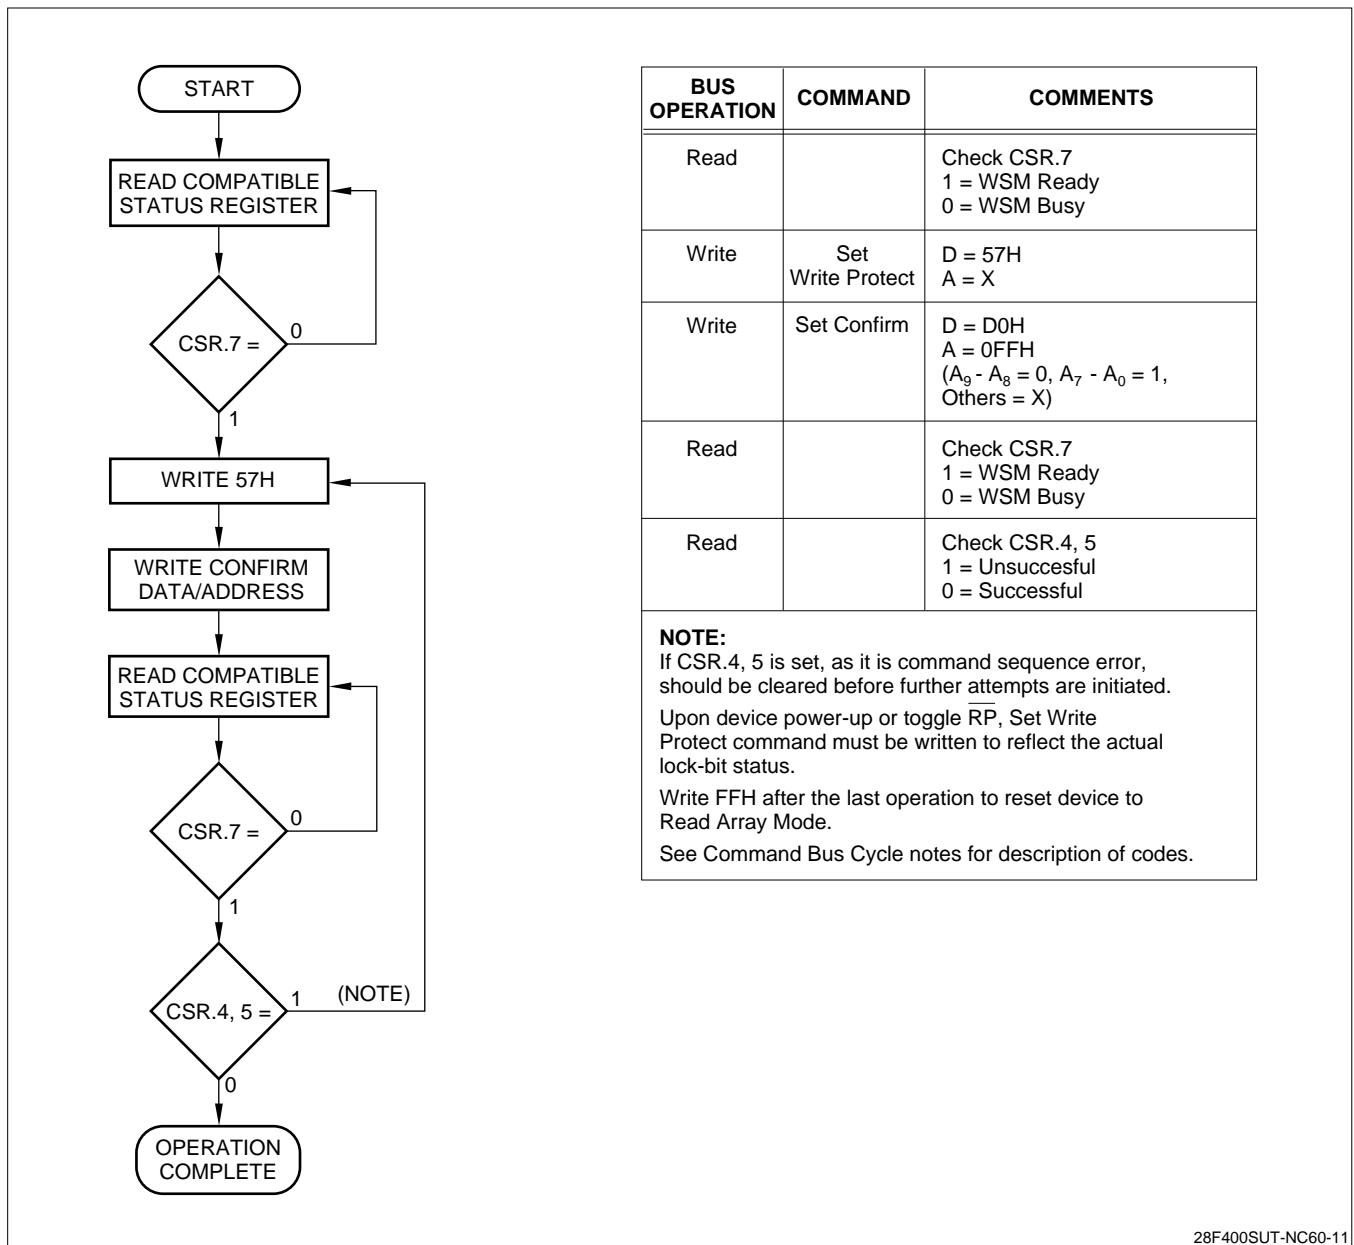 START
READ COMPATIBLE
STATUS REGISTER
CSR.7 =
0
1
WRITE 57H
WRITE CONFIRM
DATA/ADDRESS
READ COMPATIBLE
STATUS REGISTER
CSR.7 =
0
1
CSR.4, 5 =
1
(NOTE)
0
OPERATION
COMPLETE
BUS
OPERATION
COMMAND
COMMENTS
Read
Check CSR.7
1 = WSM Ready
0 = WSM Busy
Write
Set
Write Protect
D = 57H
A = X
Write
Set Confirm
D = D0H
A = 0FFH
(A9 - A8 = 0, A7 - A0 = 1,
Others = X)
Read
Check CSR.7
1 = WSM Ready
0 = WSM Busy
Read
Check CSR.4, 5
1 = Unsuccesful
0 = Successful
NOTE:
If CSR.4, 5 is set, as it is command sequence error,
should be cleared before further attempts are initiated.
Upon device power-up or toggle R̅P̅, Set Write
Protect command must be written to reflect the actual
lock-bit status.
Write FFH after the last operation to reset device to
Read Array Mode.
See Command Bus Cycle notes for description of codes.
28F400SUT-NC60-11